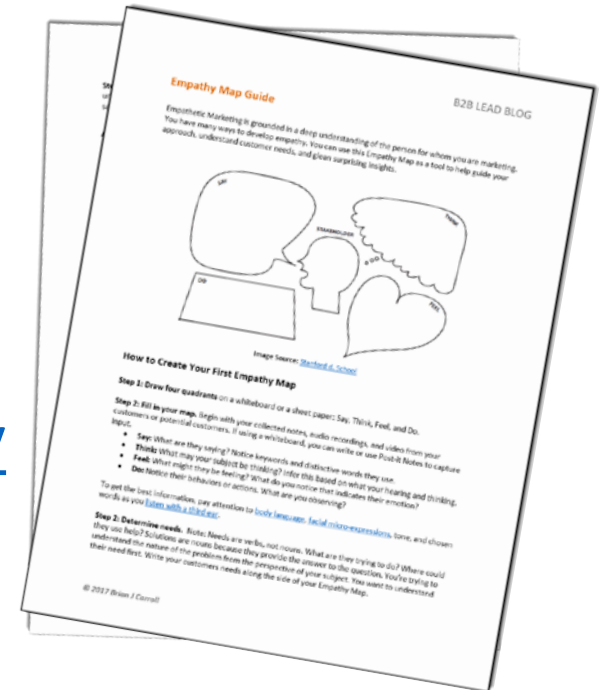 B2B LEAD BLOG
Empathy Map Guide
Empathetic Marketing is grounded in a deep understanding of the person for whom you are marketing.
You have many ways to develop empathy. You can use this Empathy Map as a tool to help guide your
approach, understand customer needs, and glean surprising insights.
SAY
THINK
STAKEHOLDER
DO
FEEL
Image Source: Stanford d. School
How to Create Your First Empathy Map
Step 1: Draw four quadrants on a whiteboard or a sheet paper: Say, Think, Feel, and Do.
Step 2: Fill in your map. Begin with your collected notes, audio recordings, and video from your
customers or potential customers. If using a whiteboard, you can write or use Post-it Notes to capture
input.
• Say: What are they saying? Notice keywords and distinctive words they use.
• Think: What may your subject be thinking? Infer this based on what your hearing and thinking.
• Feel: What might they be feeling? What do you notice that indicates their emotion?
• Do: Notice their behaviors or actions. What are you observing?
To get the best information, pay attention to body language, facial micro-expressions, tone, and chosen
words as you listen with a third ear.
Step 2: Determine needs. Note: Needs are verbs, not nouns. What are they trying to do? Where could
they use help? Solutions are nouns because they provide the answer to the question. You're trying to
understand the nature of the problem from the perspective of your subject. You want to understand
their need first. Write your customers needs along the side of your Empathy Map.
© 2017 Brian J Carroll